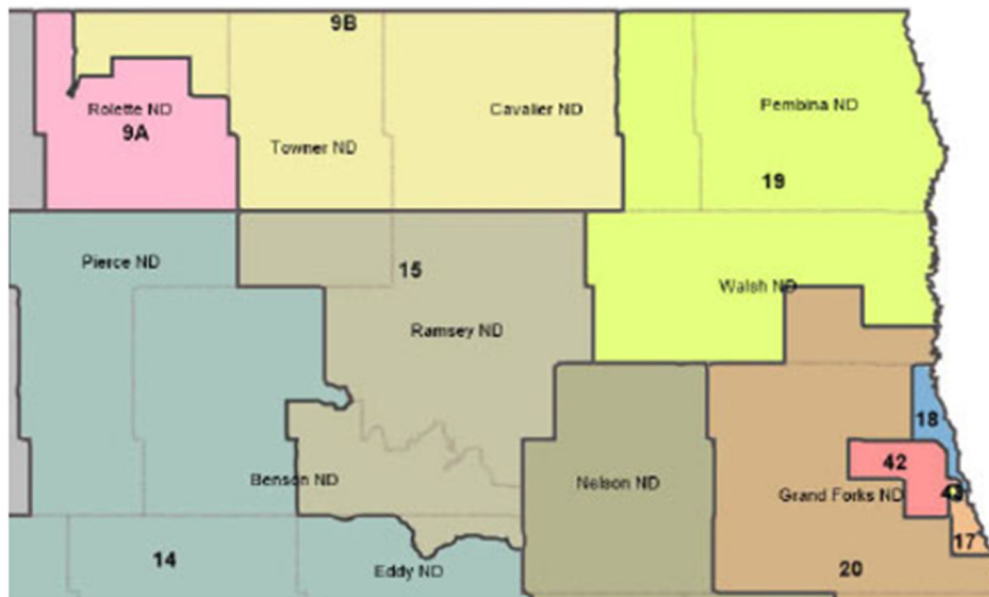 9B
Rolette ND
9A
Cavalier ND
Pembina ND
Towner ND
19
Pierce ND
15
Walsh ND
Ramsey ND
18
42
Benson ND
Nelson ND
Grand Forks ND
43
17
14
Eddy ND
20